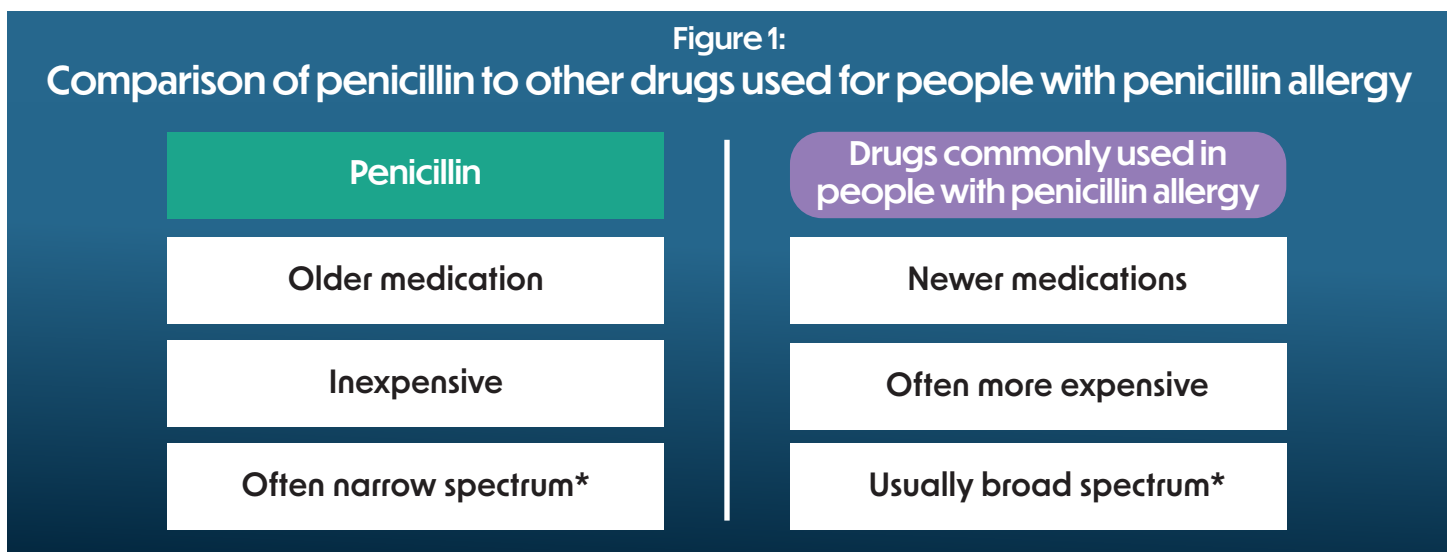 Figure 1:
Comparison of penicillin to other drugs used for people with penicillin allergy
Penicillin
Drugs commonly used in
people with penicillin allergy
Older medication
Newer medications
Inexpensive
Often more expensive
Often narrow spectrum*
Usually broad spectrum*